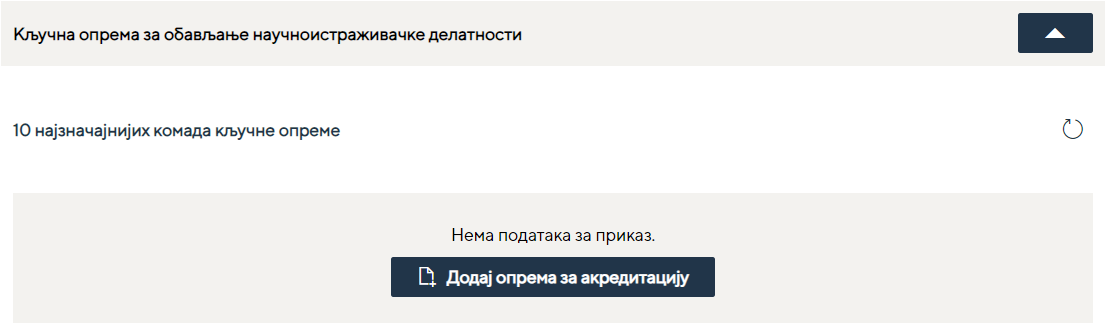 Кључна опрема за обављање научноистраживачке делатности
10 најзначајнијих комада кључне опреме
Нема података за приказ.
Додај опрема за акредитацију